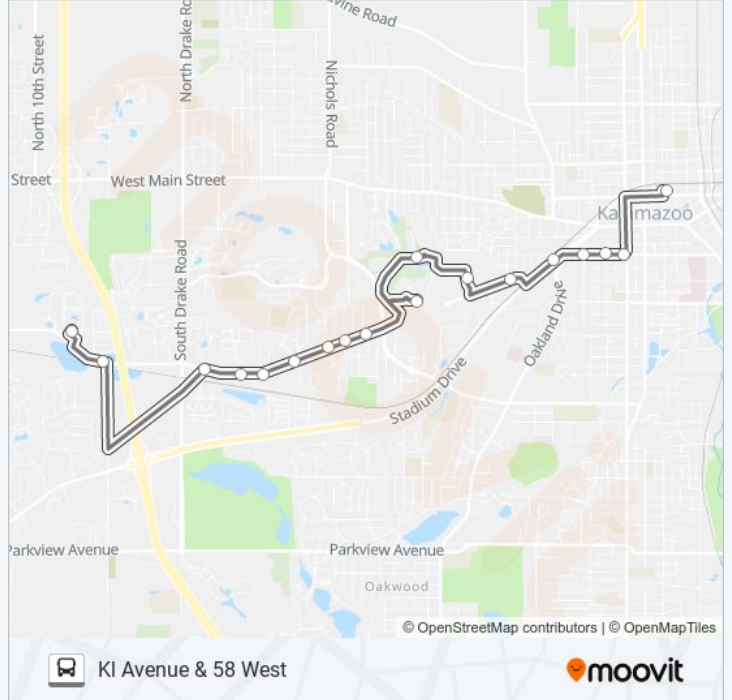 Vine Road
North 10th Street
North Drake Ro
Nichols Road
Street
West Main Street
Kalamazoo
South Drake Road
Oakland Drive
Stadium Drive
Parkview Avenue
Parkview Avenue
Oakwood
© OpenStreetMap contributors | © OpenMapTiles
KI Avenue & 58 West
moovit